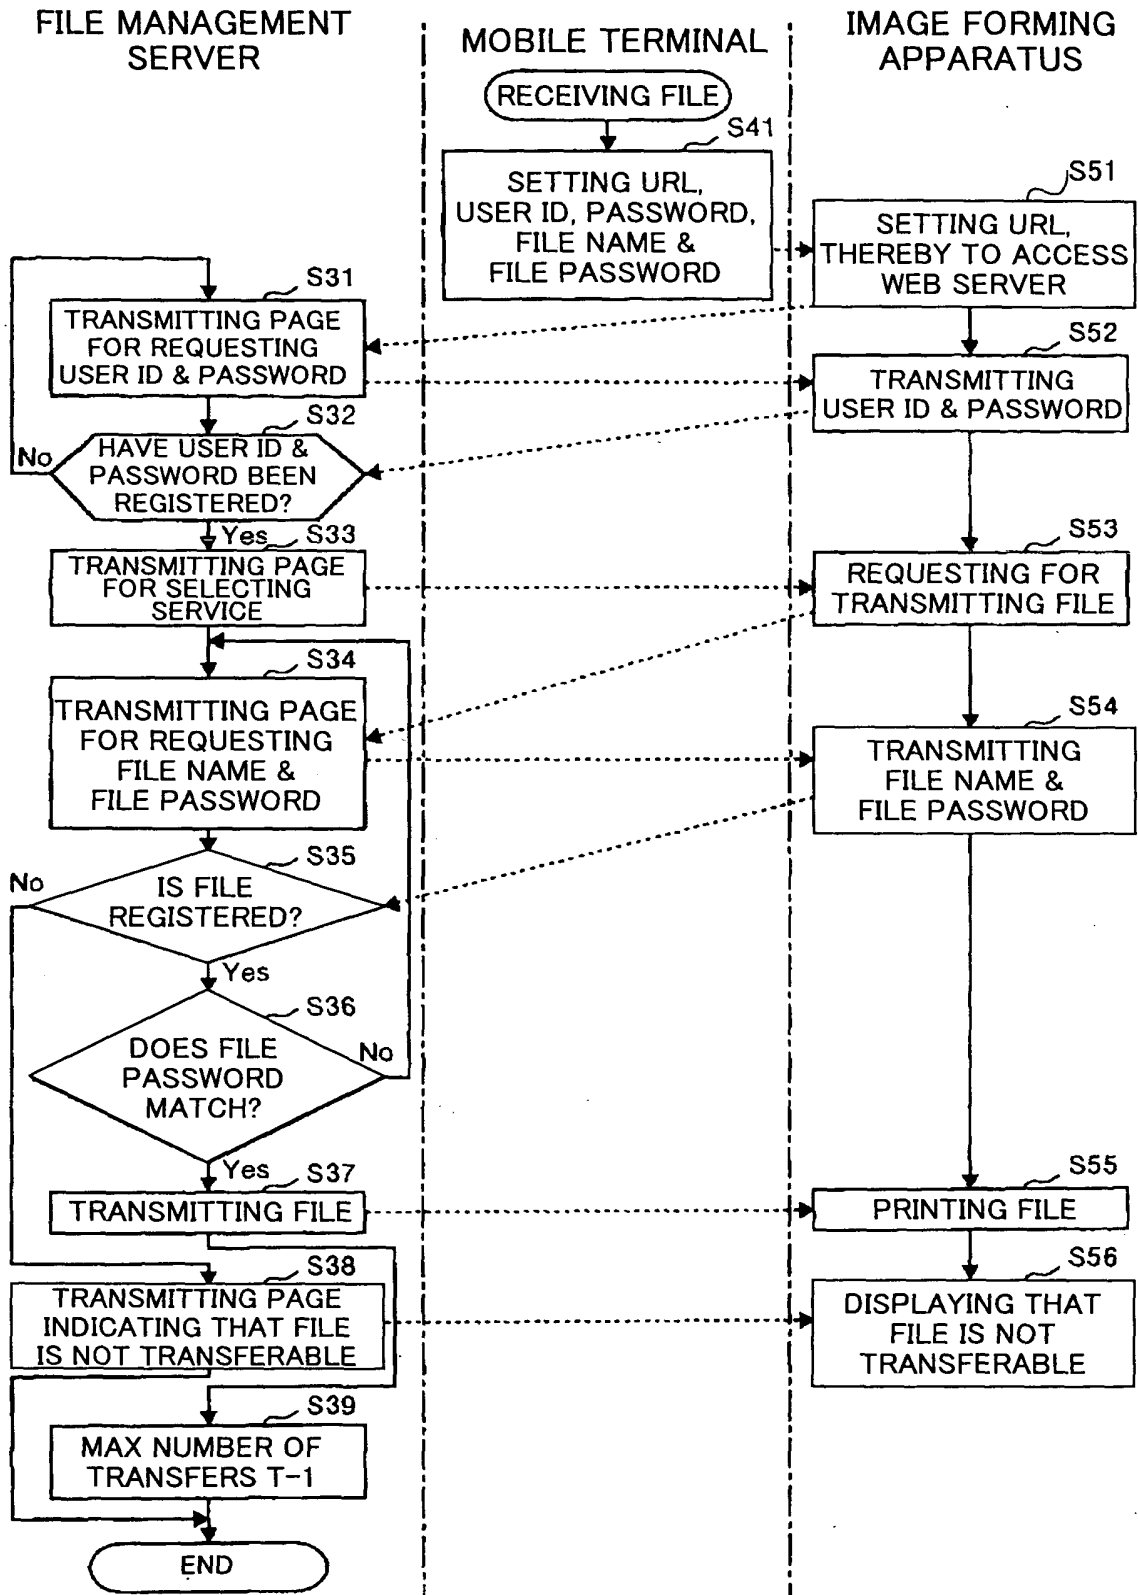 FILE MANAGEMENT
SERVER
MOBILE TERMINAL
IMAGE FORMING
APPARATUS
RECEIVING FILE
S41
SETTING URL,
USER ID, PASSWORD,
FILE NAME &
FILE PASSWORD
S51
SETTING URL,
THEREBY TO ACCESS
WEB SERVER
S31
TRANSMITTING PAGE
FOR REQUESTING
USER ID & PASSWORD
S52
TRANSMITTING
USER ID & PASSWORD
S32
HAVE USER ID &
PASSWORD BEEN
REGISTERED?
No
Yes
S33
TRANSMITTING PAGE
FOR SELECTING
SERVICE
S53
REQUESTING FOR
TRANSMITTING FILE
S34
TRANSMITTING PAGE
FOR REQUESTING
FILE NAME &
FILE PASSWORD
S54
TRANSMITTING
FILE NAME &
FILE PASSWORD
S35
No
IS FILE
REGISTERED?
Yes
S36
DOES FILE
PASSWORD
MATCH?
No
Yes
S37
TRANSMITTING FILE
S55
PRINTING FILE
S38
TRANSMITTING PAGE
INDICATING THAT FILE
IS NOT TRANSFERABLE
S56
DISPLAYING THAT
FILE IS NOT
TRANSFERABLE
S39
MAX NUMBER OF
TRANSFERS T-1
END